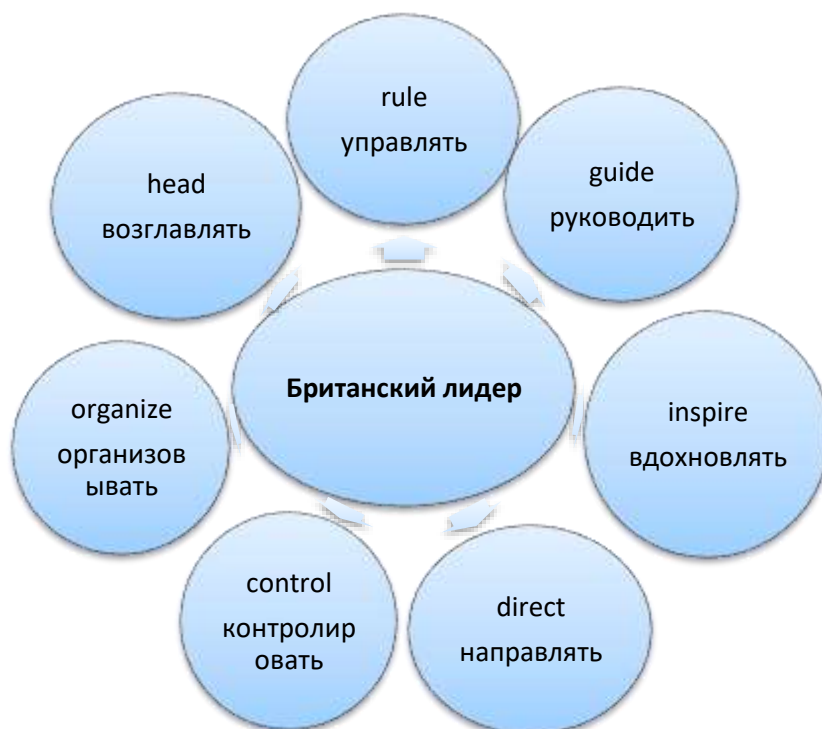 rule
управлять
guide
руководить
inspire
вдохновлять
direct
направлять
control
контролир
овать
organize
организов
ывать
head
возглавлять
Британский лидер